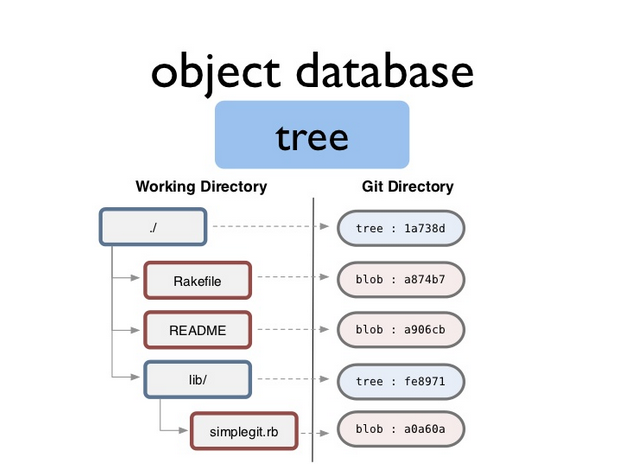 object database
tree
Working Directory
Git Directory
./
tree : 1a738d
Rakefile
blob : a874b7
README
blob : a906cb
lib/
tree : fe8971
simplegit.rb
blob : a0a60a